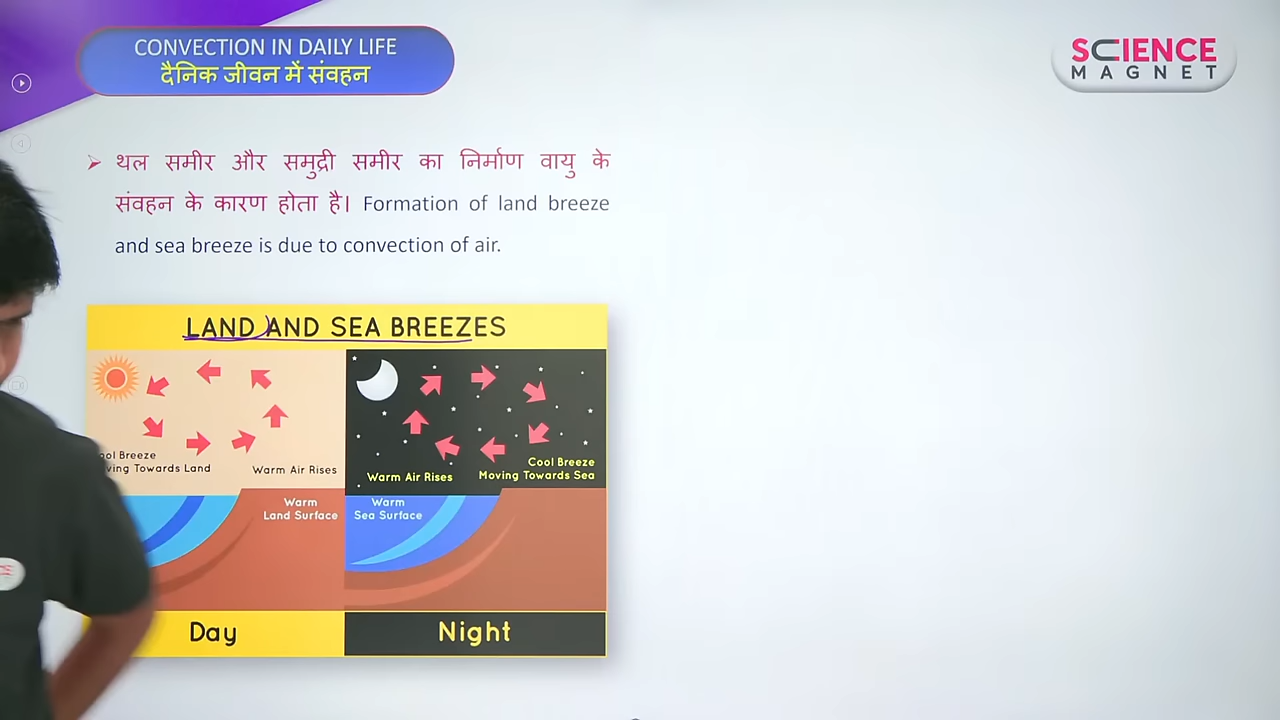 CONVECTION IN DAILY LIFE
दैनिक जीवन में संवहन
SCIENCE
MAGNET
थल समीर और समुद्री समीर का निर्माण वायु के
संवहन के कारण होता है। Formation of land breeze
and sea breeze is due to convection of air.
LAND AND SEA BREEZES
Breeze
Towards Land
Warm Air Rises
Warm
Land Surface
Day
Warm Air Rises
Cool Breeze
Moving Towards Sea
Warm
Sea Surface
Night